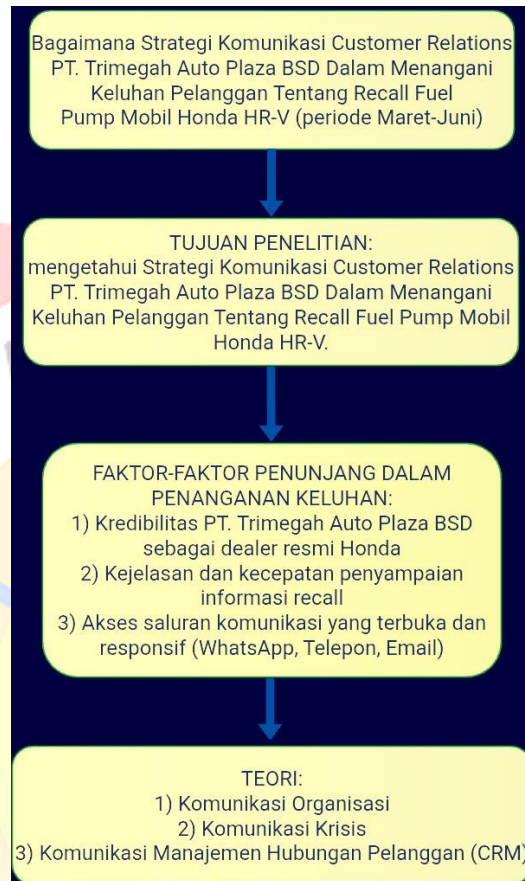 Bagaimana Strategi Komunikasi Customer Relations
PT. Trimegah Auto Plaza BSD Dalam Menangani
Keluhan Pelanggan Tentang Recall Fuel
Pump Mobil Honda HR-V (periode Maret-Juni)
TUJUAN PENELITIAN:
mengetahui Strategi Komunikasi Customer Relations
PT. Trimegah Auto Plaza BSD Dalam Menangani
Keluhan Pelanggan Tentang Recall Fuel Pump Mobil
Honda HR-V.
FAKTOR-FAKTOR PENUNJANG DALAM
PENANGANAN KELUHAN:
1) Kredibilitas PT. Trimegah Auto Plaza BSD
sebagai dealer resmi Honda
2) Kejelasan dan kecepatan penyampaian
informasi recall
3) Akses saluran komunikasi yang terbuka dan
responsif (WhatsApp, Telepon, Email)
TEORI:
1) Komunikasi Organisasi
2) Komunikasi Krisis
3) Komunikasi Manajemen Hubungan Pelanggan (CRM)